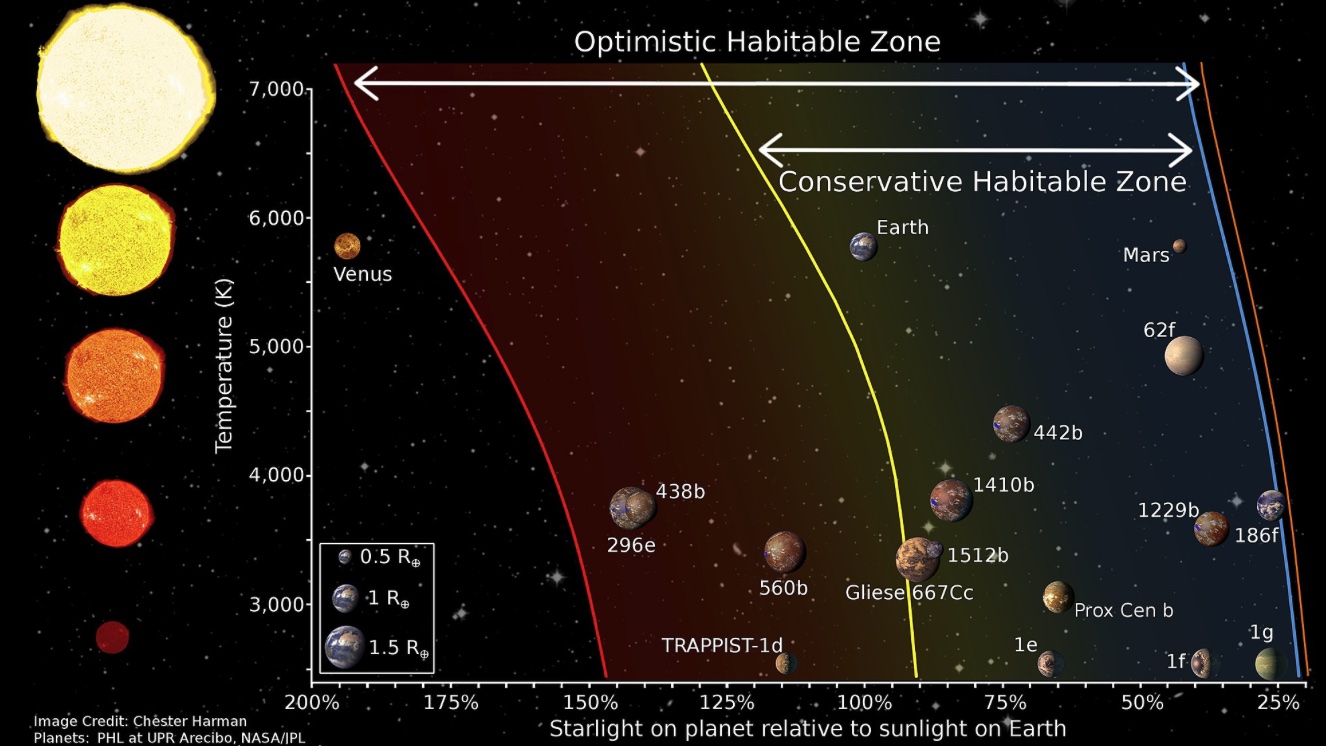 Optimistic Habitable Zone
7,000
Conservative Habitable Zone
6,000
Earth
Mars
Venus
Temperature (K)
62f
5,000
442b
4,000
438b
1410b
296e
1229b
186f
0.5 R⊕
1512b
560b
Gliese 667Cc
1 R⊕
3,000
Prox Cen b
1.5 R⊕
TRAPPIST-1d
1e
1f
1g
200% 175% 150% 125% 100% 75% 50% 25%
Starlight on planet relative to sunlight on Earth
Image Credit: Chester Harman
Planets: PHL at UPR Arecibo, NASA/JPL